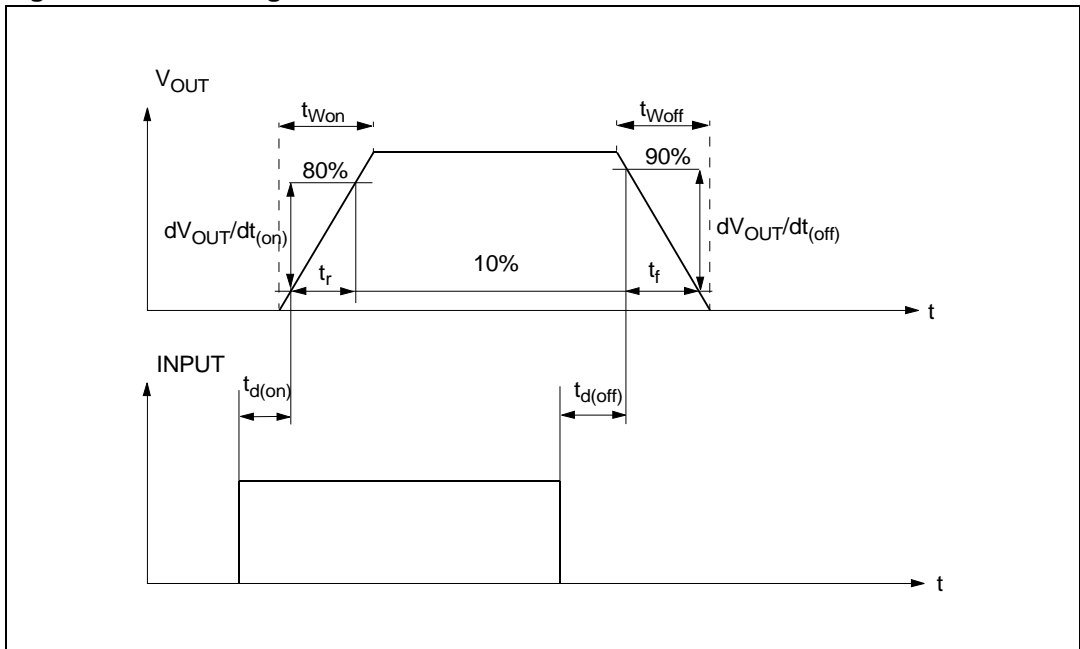 V_OUT
t_Won
t_Woff
80%
90%
dV_OUT/dt_(on)
dV_OUT/dt_(off)
t_r
10%
t_f
t
INPUT
t_d(on)
t_d(off)
t